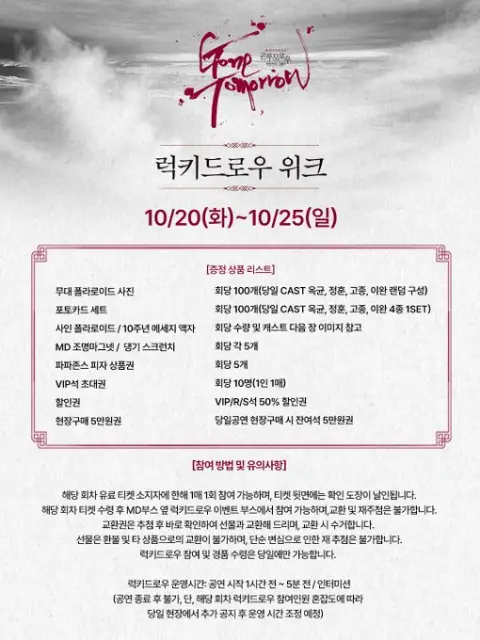 Gone Tomorrow
곤투모로우
럭키드로우 위크
10/20(화)~10/25(일)
[증정 상품 리스트]
무대 폴라로이드 사진 회당 100개(당일 CAST 옥균, 정훈, 고종, 이완 랜덤 구성)
포토카드 세트 회당 100개(당일 CAST 옥균, 정훈, 고종, 이완 4종 1SET)
사인 폴라로이드 / 10주년 메세지 액자 회당 수량 및 캐스트 다음 장 이미지 참고
MD 조명마그넷 / 댕기 스크런치 회당 각 5개
파파존스 피자 상품권 회당 5개
VIP석 초대권 회당 10명(1인 1매)
할인권 VIP/R/S석 50% 할인권
현장구매 5만원권 당일공연 현장구매 시 잔여석 5만원권
[참여 방법 및 유의사항]
해당 회차 유료 티켓 소지자에 한해 1매 1회 참여 가능하며, 티켓 뒷면에는 확인 도장이 날인됩니다.
해당 회차 티켓 수령 후 MD부스 옆 럭키드로우 이벤트 부스에서 참여 가능하며,교환 및 재추첨은 불가합니다.
교환권은 추첨 후 바로 확인하여 선물과 교환해 드리며, 교환 시 수거합니다.
선물은 환불 및 타 상품으로의 교환이 불가하며, 단순 변심으로 인한 재 추첨은 불가합니다.
럭키드로우 참여 및 경품 수령은 당일에만 가능합니다.
럭키드로우 운영시간: 공연 시작 1시간 전 ~ 5분 전 / 인터미션
(공연 종료 후 불가, 단, 해당 회차 럭키드로우 참여인원 혼잡도에 따라
당일 현장에서 추가 공지 후 운영 시간 조정 예정)